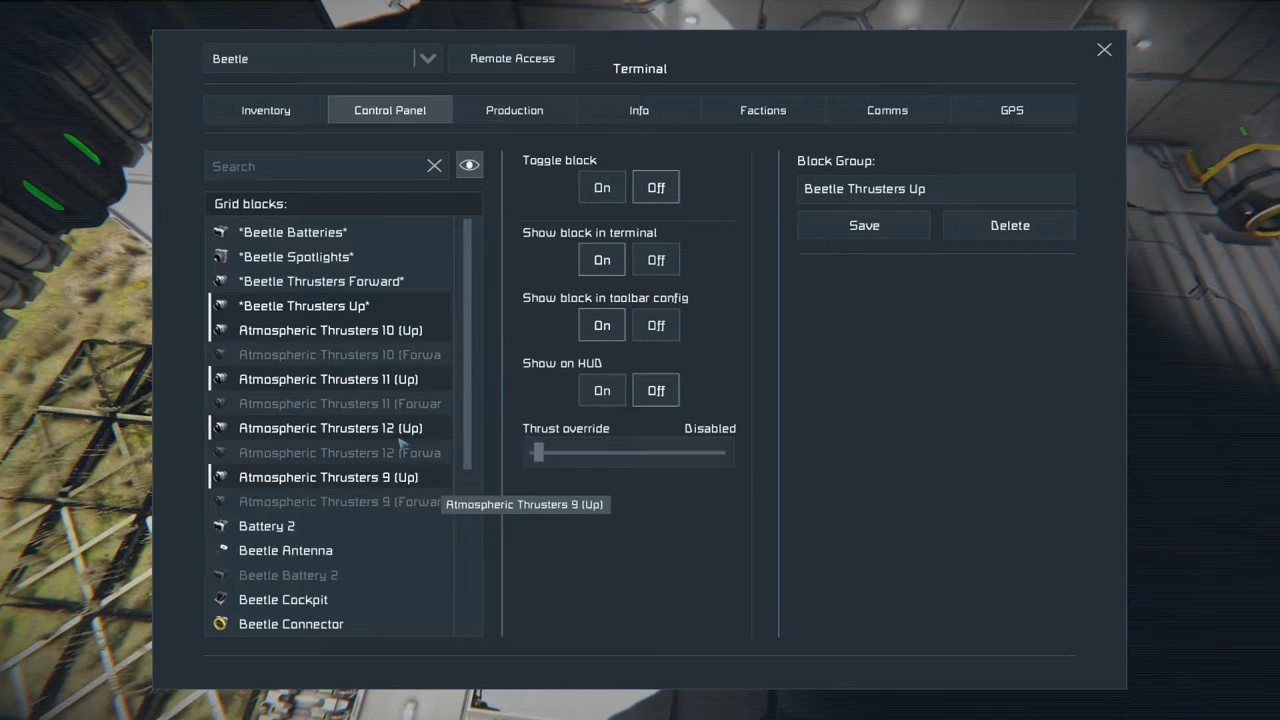 Beetle
Remote Access
Terminal
Inventory
Control Panel
Production
Info
Factions
Comms
GPS
Search
Grid blocks:
*Beetle Batteries*
*Beetle Spotlights*
*Beetle Thrusters Forward*
*Beetle Thrusters Up*
Atmospheric Thrusters 10 (Up)
Atmospheric Thrusters 10 (Forwa
Atmospheric Thrusters 11 (Up)
Atmospheric Thrusters 11 (Forwar
Atmospheric Thrusters 12 (Up)
Atmospheric Thrusters 12 (Forwa
Atmospheric Thrusters 9 (Up)
Atmospheric Thrusters 9 (Forwar
Atmospheric Thrusters 9 (Up)
Battery 2
Beetle Antenna
Beetle Battery 2
Beetle Cockpit
Beetle Connector
Toggle block
On Off
Show block in terminal
On Off
Show block in toolbar config
On Off
Show on HUD
On Off
Thrust override Disabled
Block Group:
Beetle Thrusters Up
Save Delete